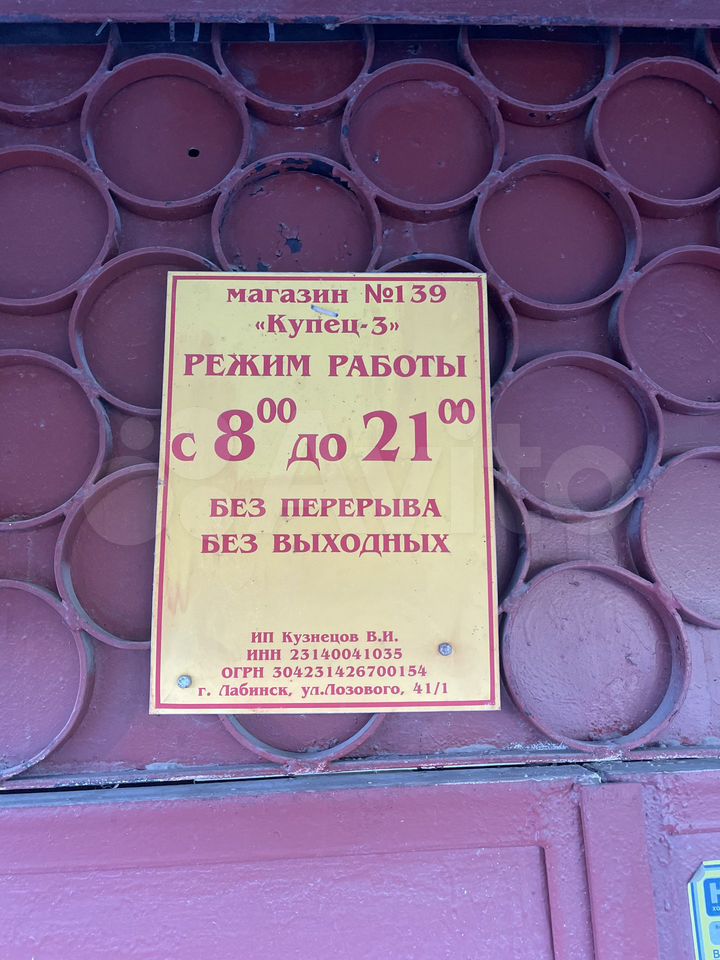 магазин №139
«Купец-3»
РЕЖИМ РАБОТЫ
с 8⁰⁰ до 21⁰⁰
БЕЗ ПЕРЕРЫВА
БЕЗ ВЫХОДНЫХ
ИП Кузнецов В.И.
ИНН 23140041035
ОГРН 304231426700154
г. Лабинск, ул.Лозового, 41/1
Avito